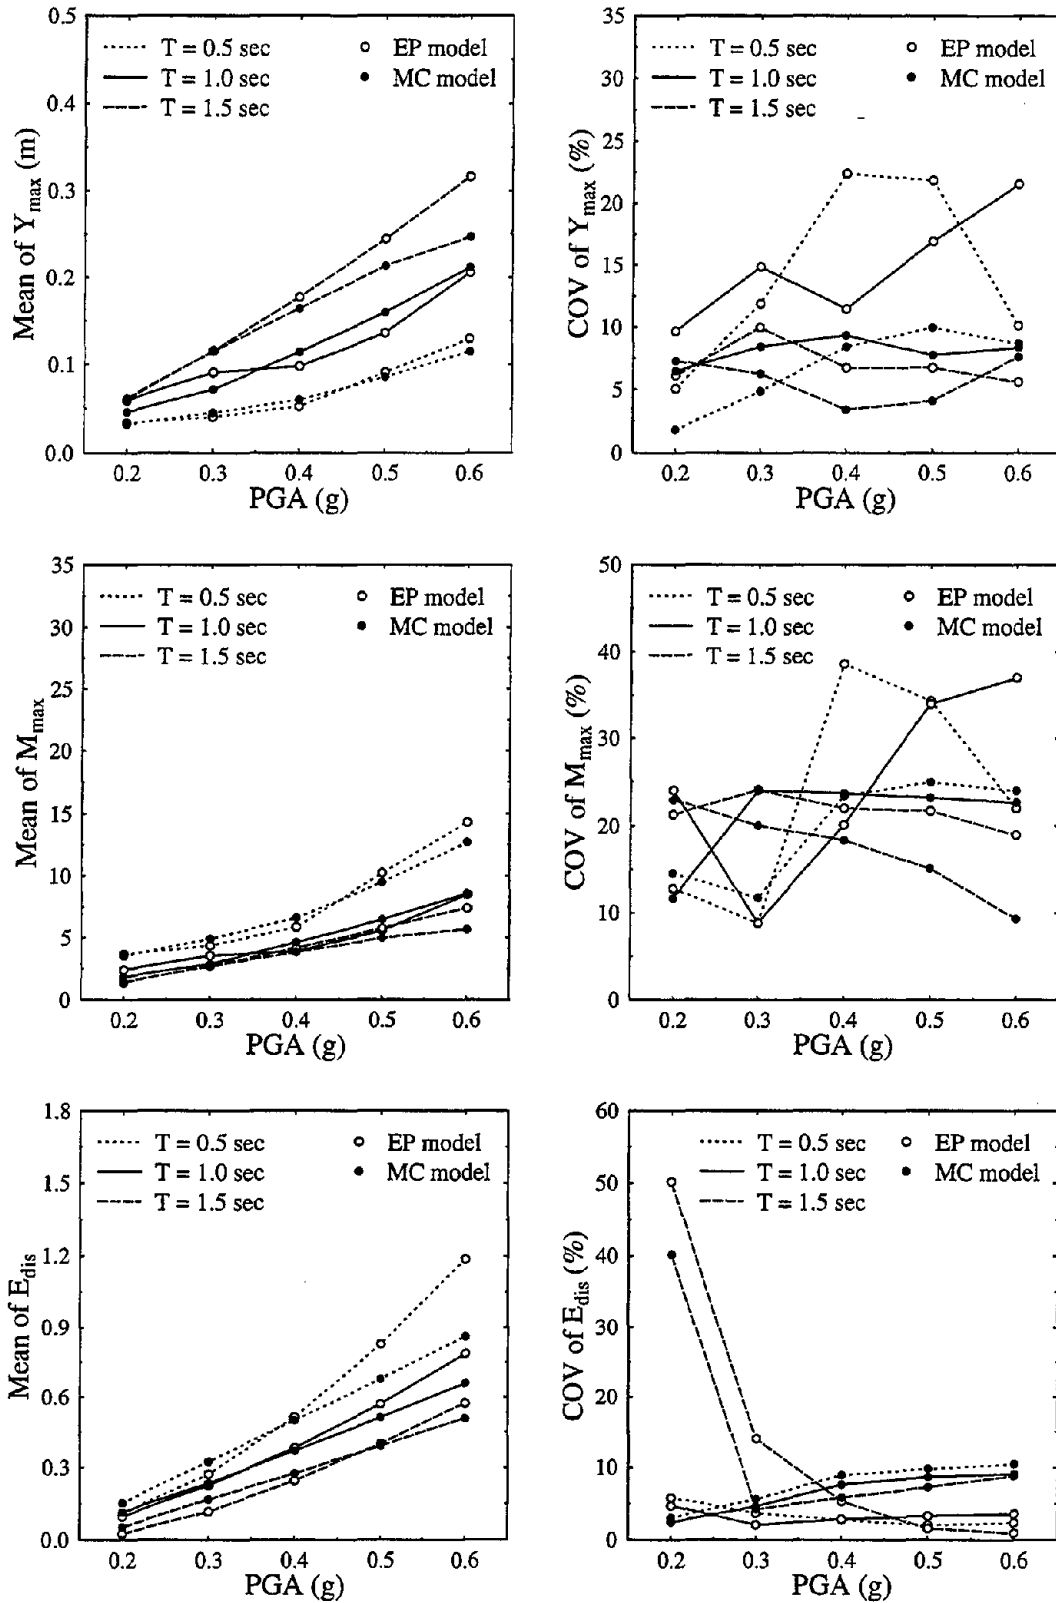 0.5
0.4
0.3
0.2
0.1
0.0
Mean of Y_max (m)
T = 0.5 sec
T = 1.0 sec
T = 1.5 sec
EP model
MC model
0.2 0.3 0.4 0.5 0.6
PGA (g)
35
30
25
20
15
10
5
0
COV of Y_max (%)
T = 0.5 sec
T = 1.0 sec
T = 1.5 sec
EP model
MC model
0.2 0.3 0.4 0.5 0.6
PGA (g)
35
30
25
20
15
10
5
0
Mean of M_max
T = 0.5 sec
T = 1.0 sec
T = 1.5 sec
EP model
MC model
0.2 0.3 0.4 0.5 0.6
PGA (g)
50
40
30
20
10
0
COV of M_max (%)
T = 0.5 sec
T = 1.0 sec
T = 1.5 sec
EP model
MC model
0.2 0.3 0.4 0.5 0.6
PGA (g)
1.8
1.5
1.2
0.9
0.6
0.3
0.0
Mean of E_dis
T = 0.5 sec
T = 1.0 sec
T = 1.5 sec
EP model
MC model
0.2 0.3 0.4 0.5 0.6
PGA (g)
60
50
40
30
20
10
0
COV of E_dis (%)
T = 0.5 sec
T = 1.0 sec
T = 1.5 sec
EP model
MC model
0.2 0.3 0.4 0.5 0.6
PGA (g)